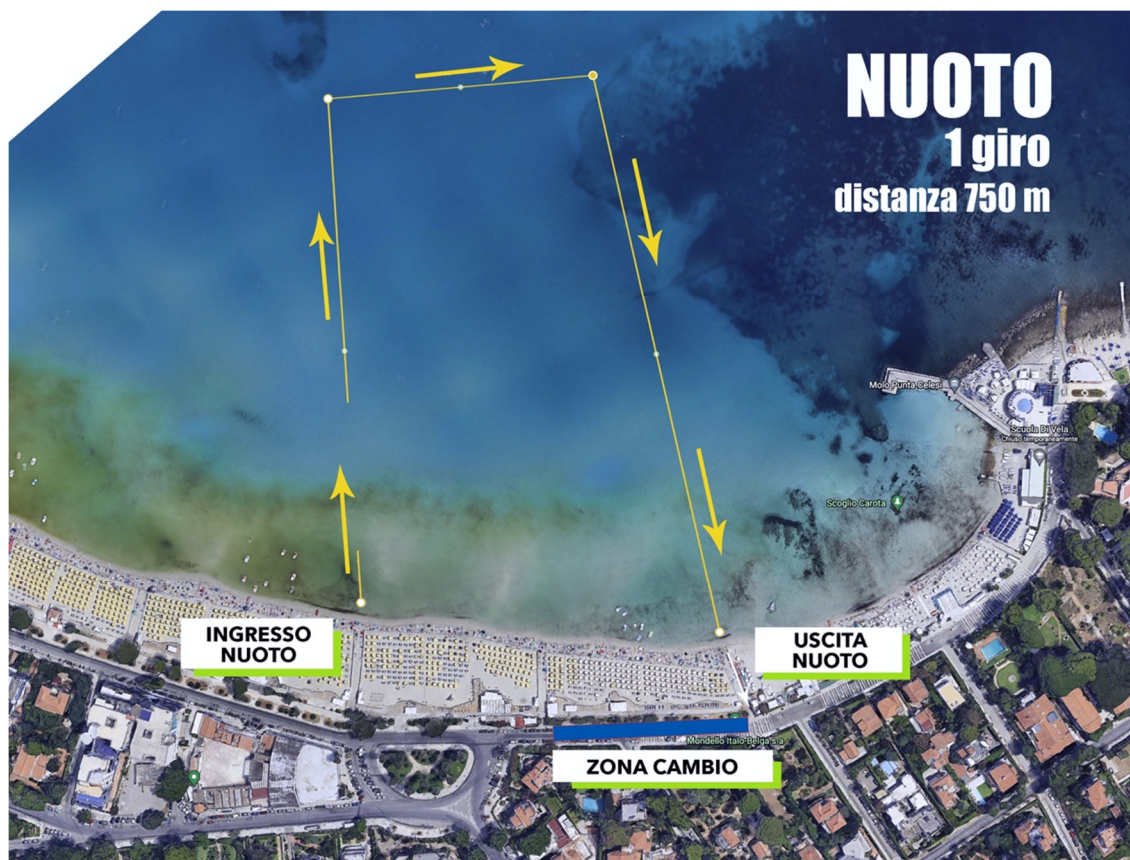 NUOTO
1 giro
distanza 750 m
Molo Punta Celesi
Scuola Di Vela
Chiuso temporaneamente
Scoglio Carota
INGRESSO
NUOTO
USCITA
NUOTO
Mondello Italo-Belga s.a
ZONA CAMBIO